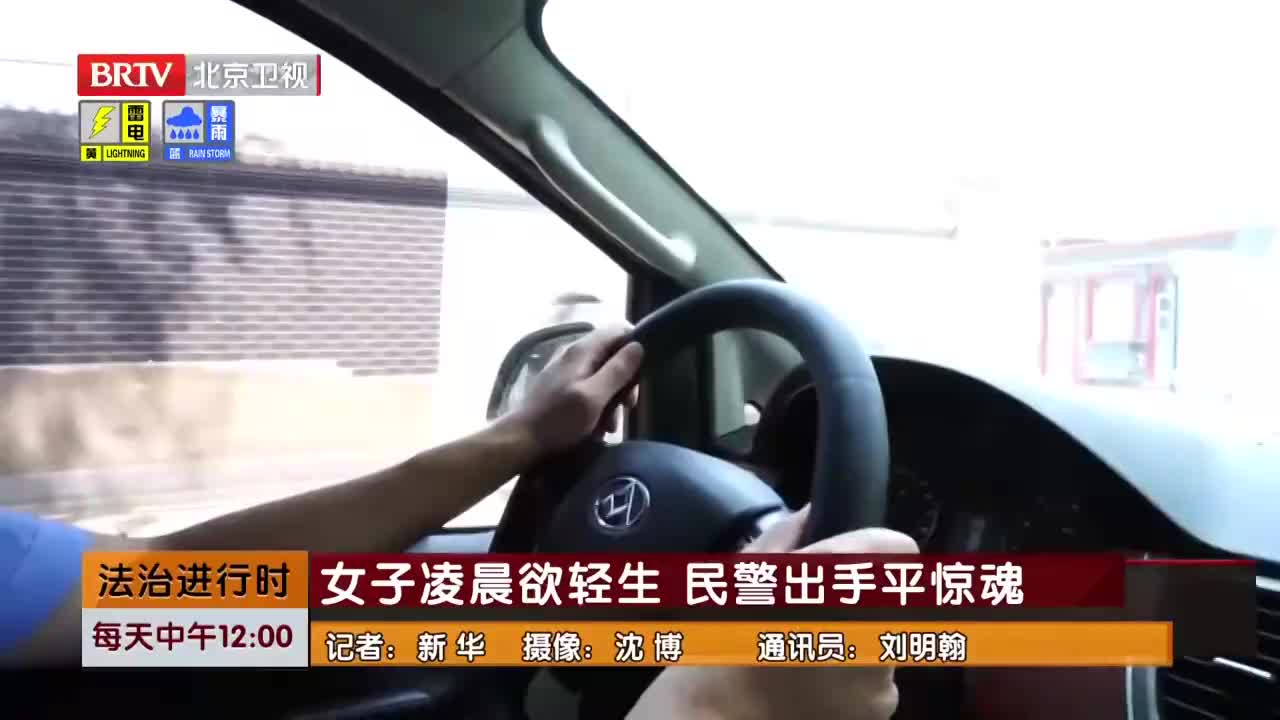 BRTV 北京卫视
雷电
黄 LIGHTNING
暴雨
蓝 RAIN STORM
法治进行时
女子凌晨欲轻生 民警出手平惊魂
每天中午12:00
记者：新 华 摄像：沈 博 通讯员：刘明翰